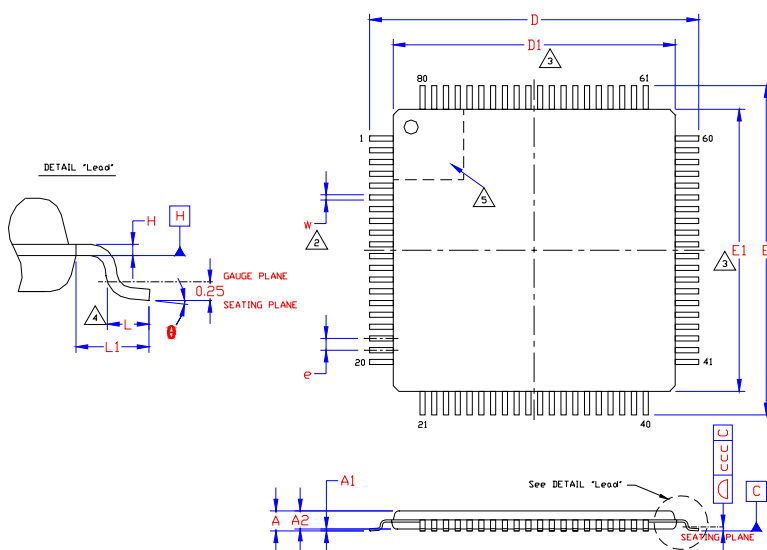 D
D1
3
80
61
1
60
DETAIL "Lead"
5
w
2
H
H
E1
E
3
GAUGE PLANE
0.25
SEATING PLANE
4
L
θ
L1
e
20
41
21
40
See DETAIL "Lead"
A1
A
A2
C
SEATING PLANE